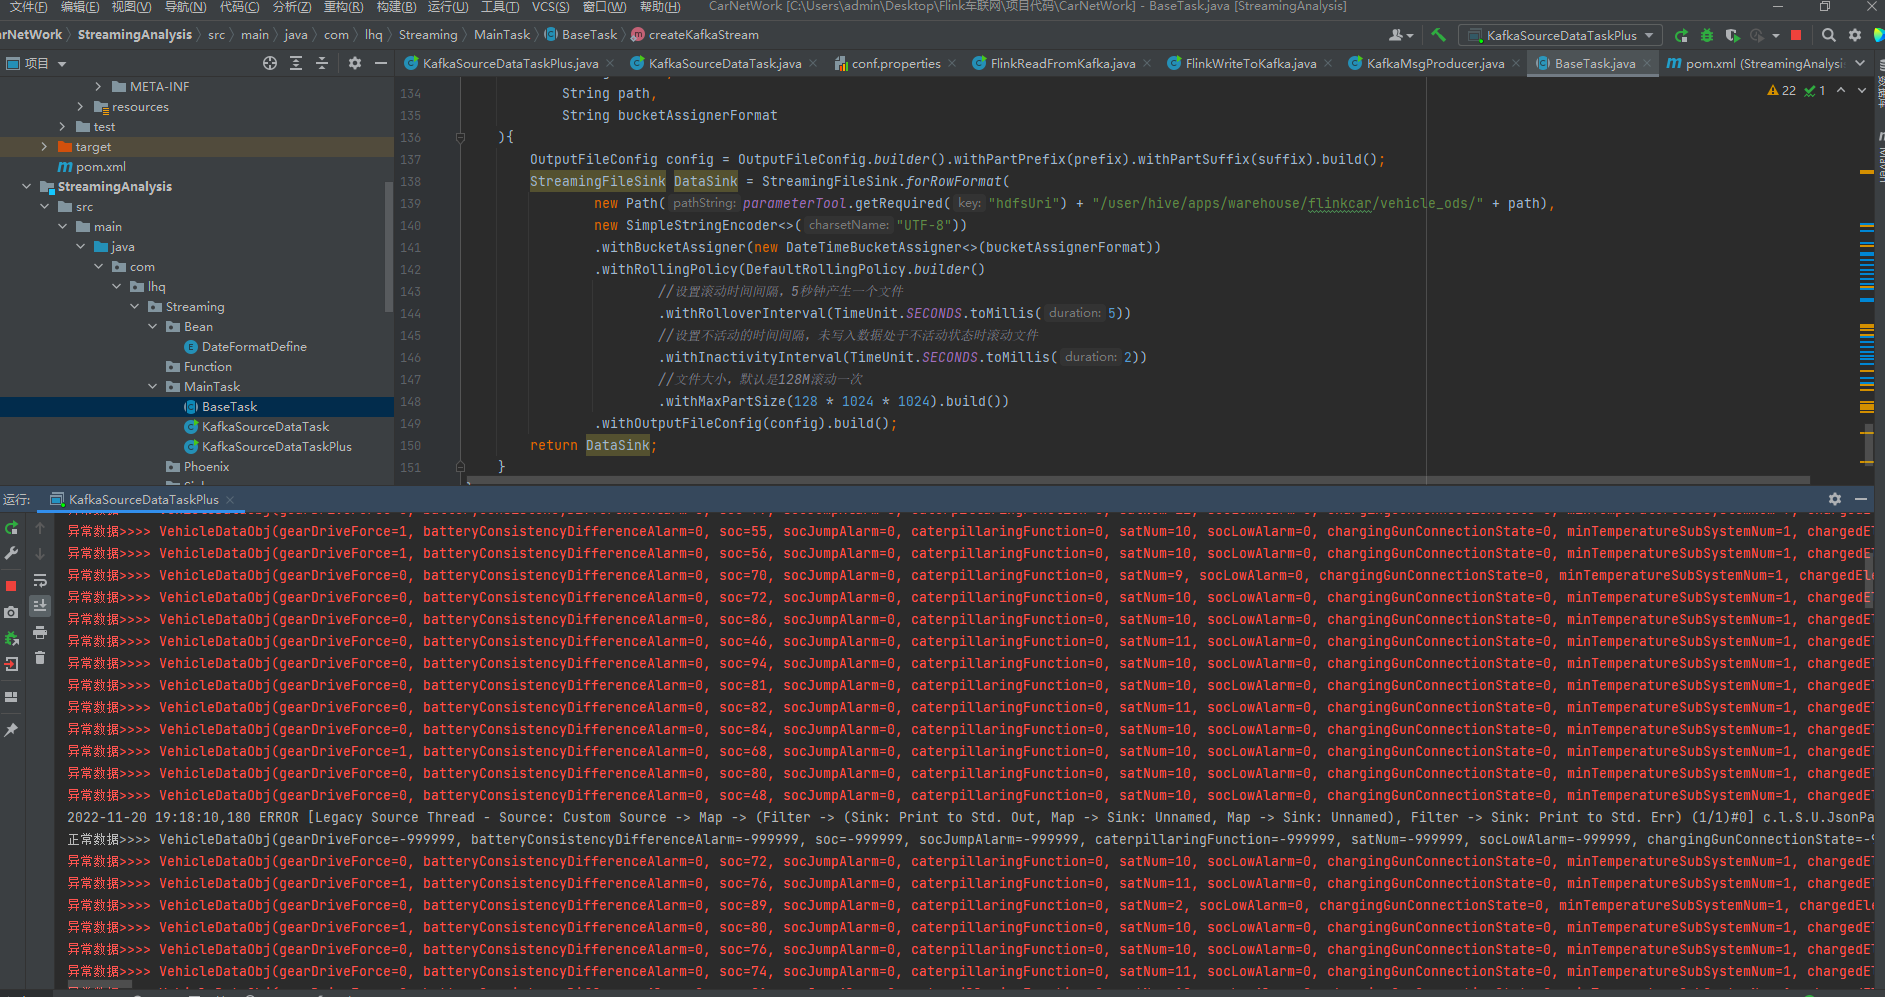 文件(F) 编辑(E) 视图(V) 导航(N) 代码(C) 分析(Z) 重构(R) 构建(B) 运行(U) 工具(T) VCS(S) 窗口(W) 帮助(H) CarNetWork [C:\Users\admin\Desktop\Flink车联网\项目代码\CarNetWork] - BaseTask.java [StreamingAnalysis]
arNetWork StreamingAnalysis src main java com lhq Streaming MainTask BaseTask createKafkaStream KafkaSourceDataTaskPlus
项目 KafkaSourceDataTaskPlus.java KafkaSourceDataTask.java conf.properties FlinkReadFromKafka.java FlinkWriteToKafka.java KafkaMsgProducer.java BaseTask.java pom.xml (StreamingAnalysi
数据库
Maven
22 1
META-INF
resources
test
target
pom.xml
StreamingAnalysis
src
main
java
com
lhq
Streaming
Bean
DateFormatDefine
Function
MainTask
BaseTask
KafkaSourceDataTask
KafkaSourceDataTaskPlus
Phoenix
134 String path,
135 String bucketAssignerFormat
136 ){
137 OutputFileConfig config = OutputFileConfig.builder().withPartPrefix(prefix).withPartSuffix(suffix).build();
138 StreamingFileSink DataSink = StreamingFileSink.forRowFormat(
139 new Path( pathString: parameterTool.getRequired( key: "hdfsUri") + "/user/hive/apps/warehouse/flinkcar/vehicle_ods/" + path),
140 new SimpleStringEncoder<>( charsetName: "UTF-8"))
141 .withBucketAssigner(new DateTimeBucketAssigner<>(bucketAssignerFormat))
142 .withRollingPolicy(DefaultRollingPolicy.builder()
143 //设置滚动时间间隔，5秒钟产生一个文件
144 .withRolloverInterval(TimeUnit.SECONDS.toMillis( duration: 5))
145 //设置不活动的时间间隔，未写入数据处于不活动状态时滚动文件
146 .withInactivityInterval(TimeUnit.SECONDS.toMillis( duration: 2))
147 //文件大小，默认是128M滚动一次
148 .withMaxPartSize(128 * 1024 * 1024).build())
149 .withOutputFileConfig(config).build();
150 return DataSink;
151 }
运行: KafkaSourceDataTaskPlus
异常数据>>>> VehicleDataObj(gearDriveForce=1, batteryConsistencyDifferenceAlarm=0, soc=55, socJumpAlarm=0, caterpillaringFunction=0, satNum=10, socLowAlarm=0, chargingGunConnectionState=0, minTemperatureSubSystemNum=1, chargedE
异常数据>>>> VehicleDataObj(gearDriveForce=1, batteryConsistencyDifferenceAlarm=0, soc=56, socJumpAlarm=0, caterpillaringFunction=0, satNum=10, socLowAlarm=0, chargingGunConnectionState=0, minTemperatureSubSystemNum=1, chargedE
异常数据>>>> VehicleDataObj(gearDriveForce=0, batteryConsistencyDifferenceAlarm=0, soc=70, socJumpAlarm=0, caterpillaringFunction=0, satNum=9, socLowAlarm=0, chargingGunConnectionState=0, minTemperatureSubSystemNum=1, chargedEl
异常数据>>>> VehicleDataObj(gearDriveForce=0, batteryConsistencyDifferenceAlarm=0, soc=72, socJumpAlarm=0, caterpillaringFunction=0, satNum=10, socLowAlarm=0, chargingGunConnectionState=0, minTemperatureSubSystemNum=1, chargedE
异常数据>>>> VehicleDataObj(gearDriveForce=0, batteryConsistencyDifferenceAlarm=0, soc=86, socJumpAlarm=0, caterpillaringFunction=0, satNum=10, socLowAlarm=0, chargingGunConnectionState=0, minTemperatureSubSystemNum=1, chargedE
异常数据>>>> VehicleDataObj(gearDriveForce=0, batteryConsistencyDifferenceAlarm=0, soc=46, socJumpAlarm=0, caterpillaringFunction=0, satNum=11, socLowAlarm=0, chargingGunConnectionState=0, minTemperatureSubSystemNum=1, chargedE
异常数据>>>> VehicleDataObj(gearDriveForce=0, batteryConsistencyDifferenceAlarm=0, soc=94, socJumpAlarm=0, caterpillaringFunction=0, satNum=10, socLowAlarm=0, chargingGunConnectionState=0, minTemperatureSubSystemNum=1, chargedE
异常数据>>>> VehicleDataObj(gearDriveForce=0, batteryConsistencyDifferenceAlarm=0, soc=81, socJumpAlarm=0, caterpillaringFunction=0, satNum=10, socLowAlarm=0, chargingGunConnectionState=0, minTemperatureSubSystemNum=1, chargedE
异常数据>>>> VehicleDataObj(gearDriveForce=0, batteryConsistencyDifferenceAlarm=0, soc=82, socJumpAlarm=0, caterpillaringFunction=0, satNum=11, socLowAlarm=0, chargingGunConnectionState=0, minTemperatureSubSystemNum=1, chargedE
异常数据>>>> VehicleDataObj(gearDriveForce=0, batteryConsistencyDifferenceAlarm=0, soc=84, socJumpAlarm=0, caterpillaringFunction=0, satNum=10, socLowAlarm=0, chargingGunConnectionState=0, minTemperatureSubSystemNum=1, chargedE
异常数据>>>> VehicleDataObj(gearDriveForce=1, batteryConsistencyDifferenceAlarm=0, soc=68, socJumpAlarm=0, caterpillaringFunction=0, satNum=10, socLowAlarm=0, chargingGunConnectionState=0, minTemperatureSubSystemNum=1, chargedE
异常数据>>>> VehicleDataObj(gearDriveForce=0, batteryConsistencyDifferenceAlarm=0, soc=80, socJumpAlarm=0, caterpillaringFunction=0, satNum=10, socLowAlarm=0, chargingGunConnectionState=0, minTemperatureSubSystemNum=1, chargedE
异常数据>>>> VehicleDataObj(gearDriveForce=0, batteryConsistencyDifferenceAlarm=0, soc=48, socJumpAlarm=0, caterpillaringFunction=0, satNum=10, socLowAlarm=0, chargingGunConnectionState=0, minTemperatureSubSystemNum=1, chargedE
2022-11-20 19:18:10,180 ERROR [Legacy Source Thread - Source: Custom Source -> Map -> (Filter -> (Sink: Print to Std. Out, Map -> Sink: Unnamed, Map -> Sink: Unnamed), Filter -> Sink: Print to Std. Err) (1/1)#0] c.l.S.U.JsonPa
正常数据>>>> VehicleDataObj(gearDriveForce=-999999, batteryConsistencyDifferenceAlarm=-999999, soc=-999999, socJumpAlarm=-999999, caterpillaringFunction=-999999, satNum=-999999, socLowAlarm=-999999, chargingGunConnectionState=-9
异常数据>>>> VehicleDataObj(gearDriveForce=0, batteryConsistencyDifferenceAlarm=0, soc=72, socJumpAlarm=0, caterpillaringFunction=0, satNum=10, socLowAlarm=0, chargingGunConnectionState=0, minTemperatureSubSystemNum=1, chargedE
异常数据>>>> VehicleDataObj(gearDriveForce=1, batteryConsistencyDifferenceAlarm=0, soc=76, socJumpAlarm=0, caterpillaringFunction=0, satNum=11, socLowAlarm=0, chargingGunConnectionState=0, minTemperatureSubSystemNum=1, chargedE
异常数据>>>> VehicleDataObj(gearDriveForce=0, batteryConsistencyDifferenceAlarm=0, soc=89, socJumpAlarm=0, caterpillaringFunction=0, satNum=2, socLowAlarm=0, chargingGunConnectionState=0, minTemperatureSubSystemNum=1, chargedEl
异常数据>>>> VehicleDataObj(gearDriveForce=1, batteryConsistencyDifferenceAlarm=0, soc=80, socJumpAlarm=0, caterpillaringFunction=0, satNum=10, socLowAlarm=0, chargingGunConnectionState=0, minTemperatureSubSystemNum=1, chargedE
异常数据>>>> VehicleDataObj(gearDriveForce=0, batteryConsistencyDifferenceAlarm=0, soc=76, socJumpAlarm=0, caterpillaringFunction=0, satNum=10, socLowAlarm=0, chargingGunConnectionState=0, minTemperatureSubSystemNum=1, chargedE
异常数据>>>> VehicleDataObj(gearDriveForce=0, batteryConsistencyDifferenceAlarm=0, soc=74, socJumpAlarm=0, caterpillaringFunction=0, satNum=11, socLowAlarm=0, chargingGunConnectionState=0, minTemperatureSubSystemNum=1, chargedE